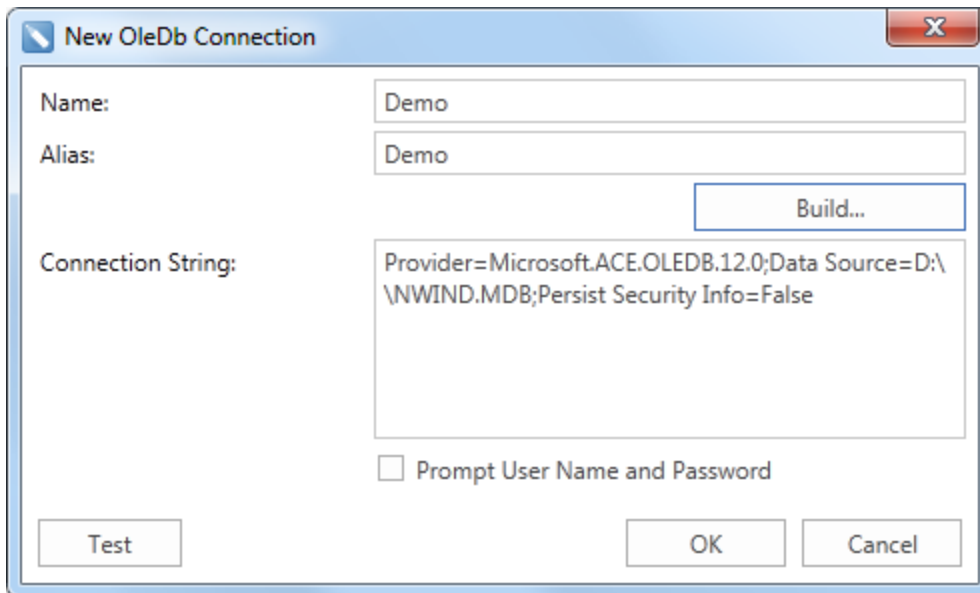 New OleDb Connection
Name:
Demo
Alias:
Demo
Build...
Connection String:
Provider=Microsoft.ACE.OLEDB.12.0;Data Source=D:\
\NWIND.MDB;Persist Security Info=False
Prompt User Name and Password
Test
OK
Cancel